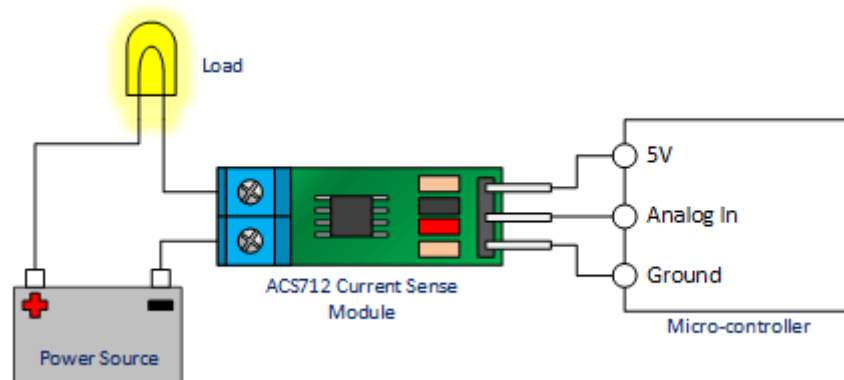 Load
5V
Analog In
Ground
ACS712 Current Sense
Module
Micro-controller
Power Source